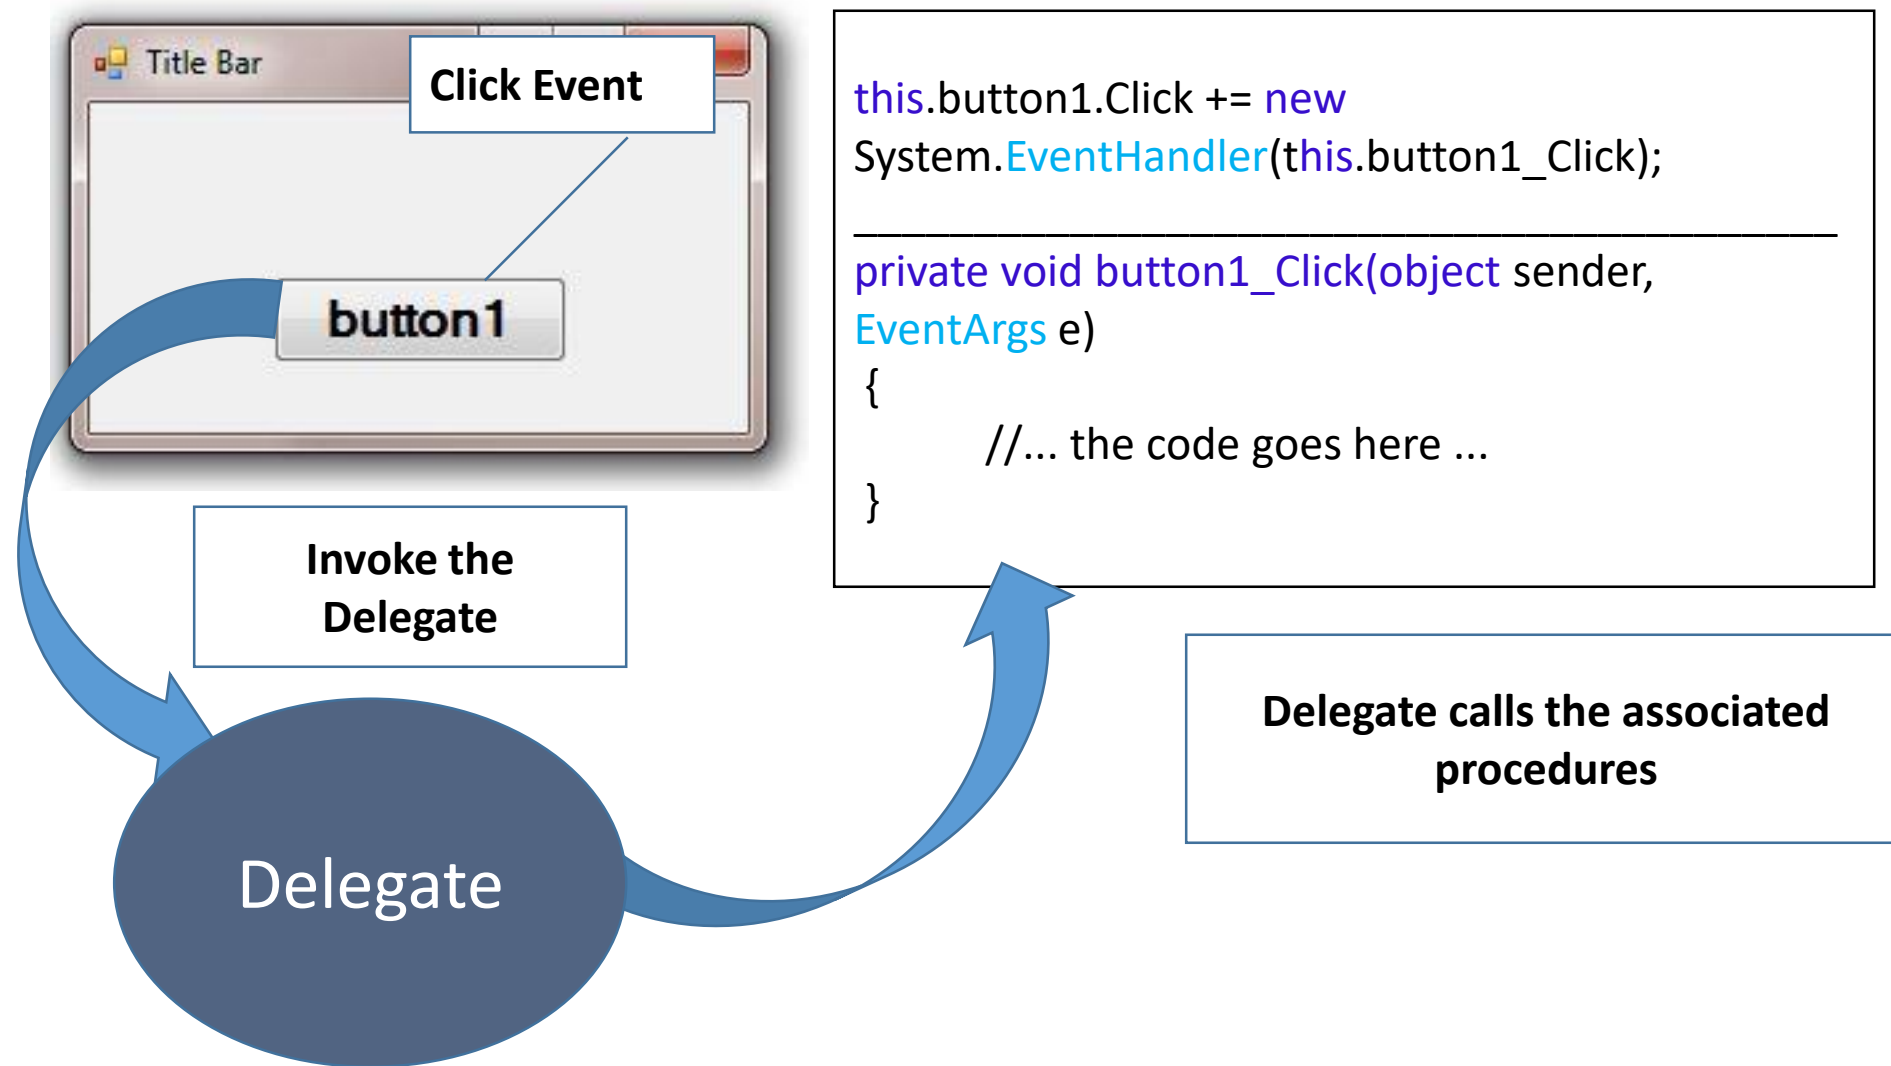 Title Bar
Click Event
button1
this.button1.Click += new
System.EventHandler(this.button1_Click);
private void button1_Click(object sender,
EventArgs e)
{
//... the code goes here ...
}
Invoke the
Delegate
Delegate calls the associated
procedures
Delegate